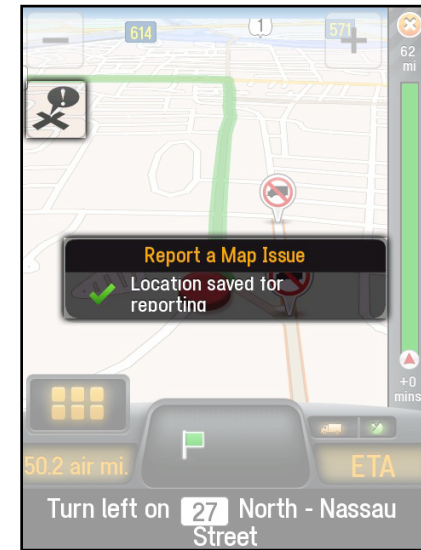 614
1
571
62
mi
Report a Map Issue
Location saved for
reporting
+0
mins
50.2 air mi.
ETA
Turn left on 27 North - Nassau
Street